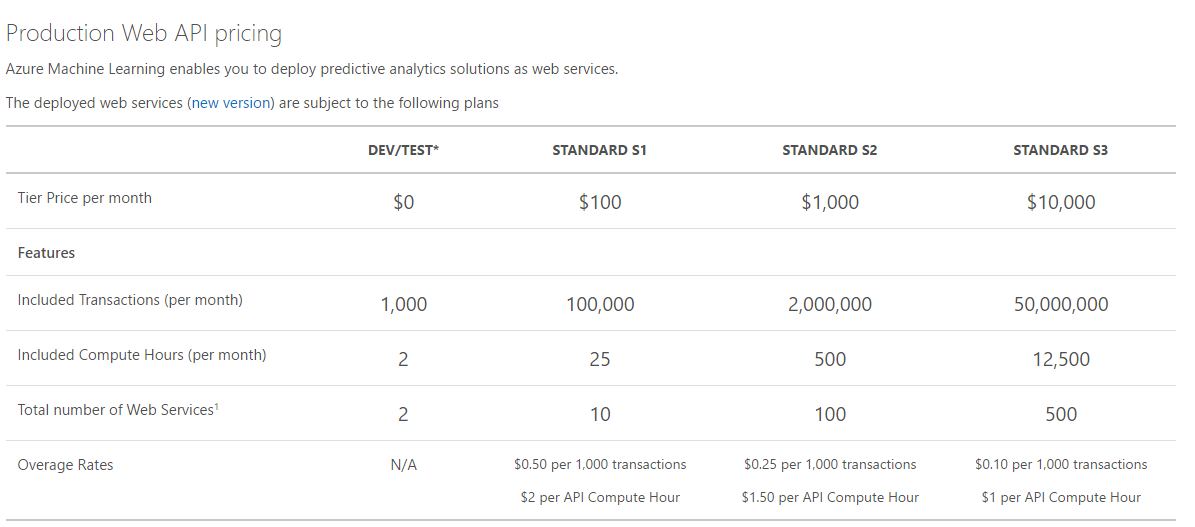 Production Web API pricing
Azure Machine Learning enables you to deploy predictive analytics solutions as web services.
The deployed web services (new version) are subject to the following plans
DEV/TEST* STANDARD S1 STANDARD S2 STANDARD S3
Tier Price per month $0 $100 $1,000 $10,000
Features
Included Transactions (per month) 1,000 100,000 2,000,000 50,000,000
Included Compute Hours (per month) 2 25 500 12,500
Total number of Web Services¹ 2 10 100 500
Overage Rates N/A $0.50 per 1,000 transactions $0.25 per 1,000 transactions $0.10 per 1,000 transactions
$2 per API Compute Hour $1.50 per API Compute Hour $1 per API Compute Hour